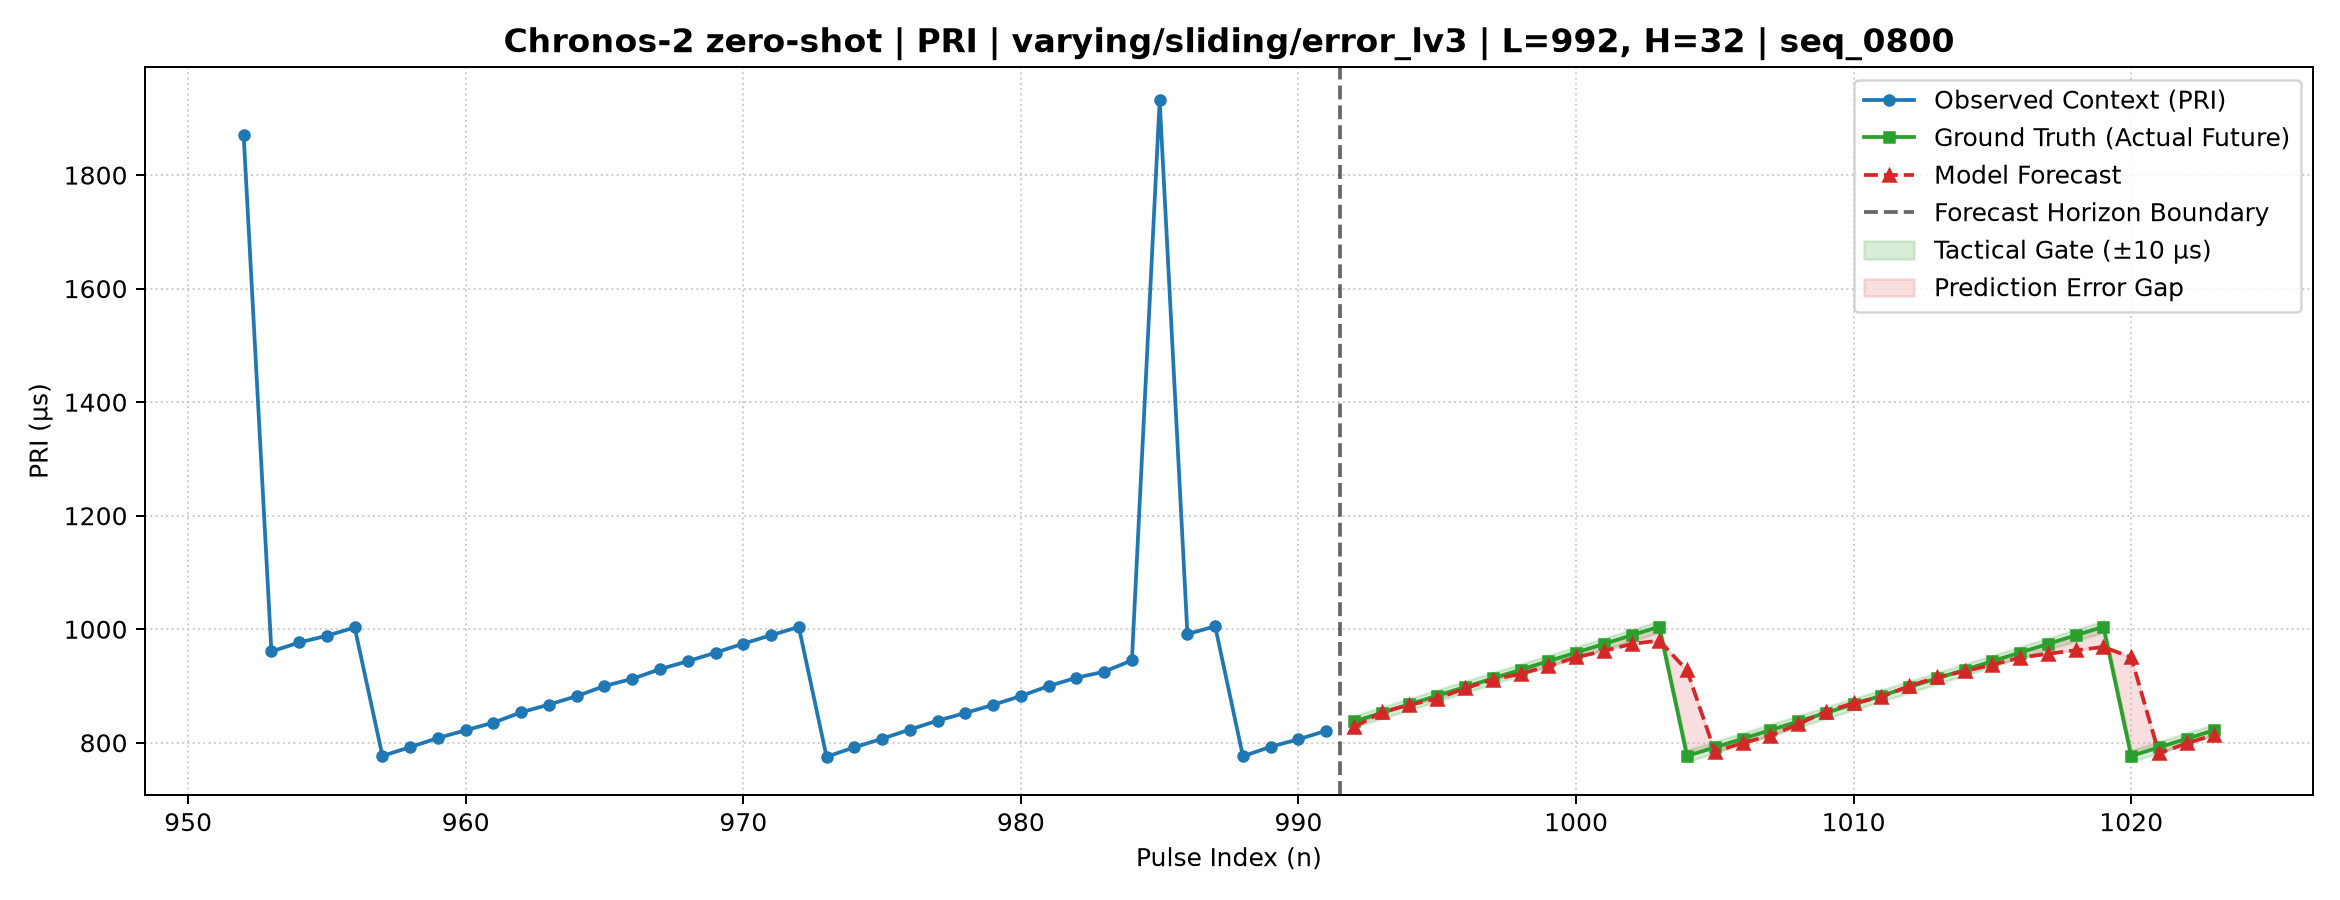 Chronos-2 zero-shot | PRI | varying/sliding/error_lv3 | L=992, H=32 | seq_0800
Observed Context (PRI)
Ground Truth (Actual Future)
Model Forecast
Forecast Horizon Boundary
Tactical Gate (±10 µs)
Prediction Error Gap
PRI (µs)
1800
1600
1400
1200
1000
800
950 960 970 980 990 1000 1010 1020
Pulse Index (n)